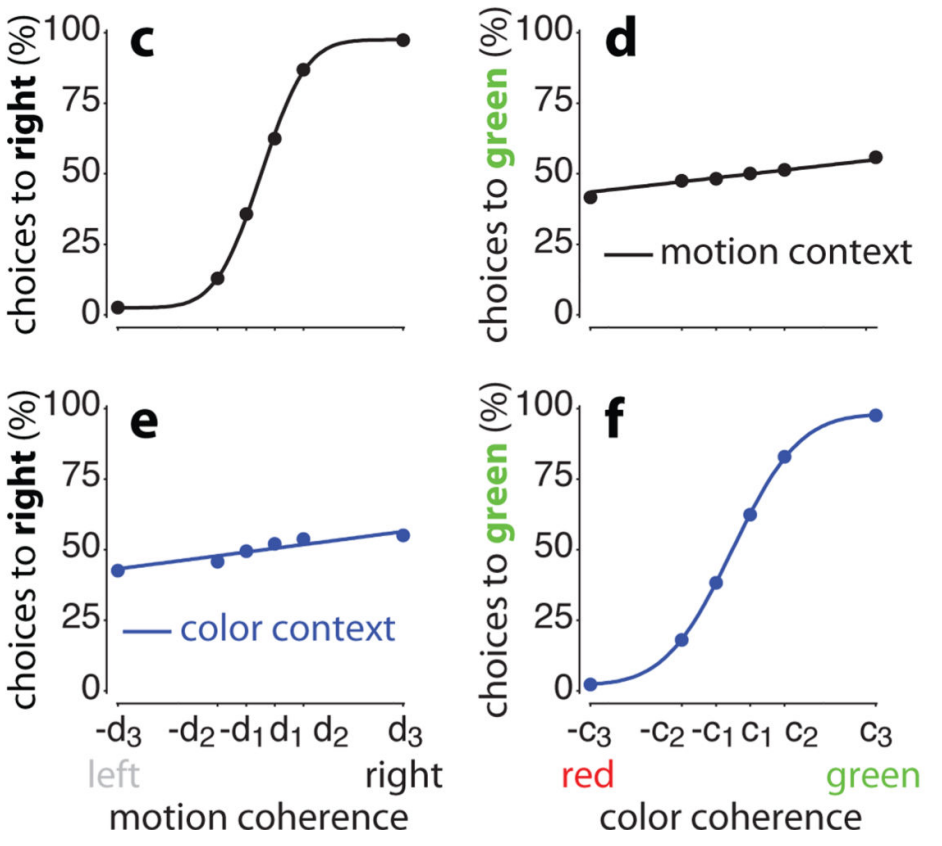 c
choices to right (%)
100
75
50
25
0
d
choices to green (%)
100
75
50
25
0
motion context
e
choices to right (%)
100
75
50
25
0
color context
-d3 -d2 -d1 d1 d2 d3
left right
motion coherence
f
choices to green (%)
100
75
50
25
0
-c3 -c2 -c1 c1 c2 c3
red green
color coherence